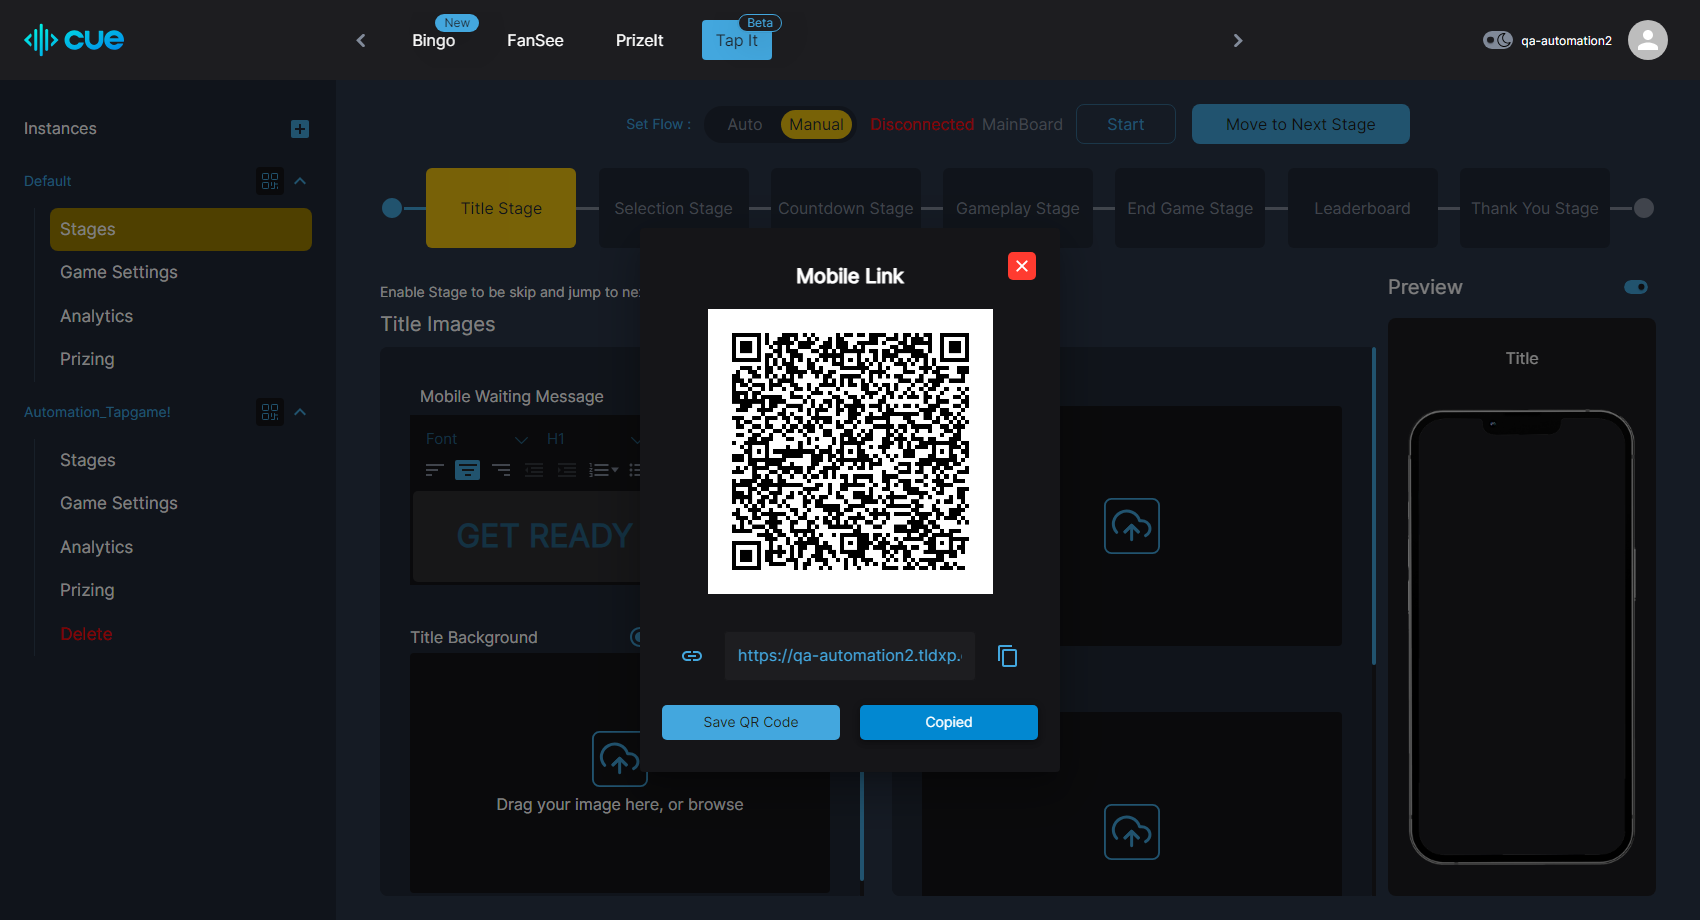 cue
New
Bingo
FanSee
PrizeIt
Beta
Tap It
qa-automation2
Instances
Default
Stages
Game Settings
Analytics
Prizing
Automation_Tapgame!
Stages
Game Settings
Analytics
Prizing
Delete
Set Flow :
Auto
Manual
Disconnected
MainBoard
Start
Move to Next Stage
Title Stage
Selection Stage
Countdown Stage
Gameplay Stage
End Game Stage
Leaderboard
Thank You Stage
Enable Stage to be skip and jump to ne
Title Images
Mobile Waiting Message
Font
H1
GET READY
Title Background
Drag your image here, or browse
Mobile Link
https://qa-automation2.tldxp.
Save QR Code
Copied
Preview
Title